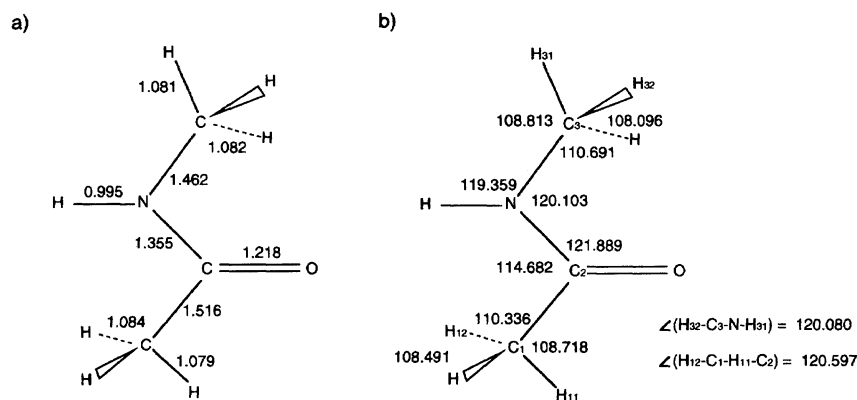 a)
H
1.081
H
C
H
1.082
1.462
0.995
H
N
1.355
1.218
C
O
1.516
H
1.084
C
H
1.079
H
b)
H31
H32
108.813
C3
108.096
H
110.691
119.359
H
N
120.103
121.889
114.682
C2
O
110.336
H12
C1
108.718
108.491
H
H11
∠(H32-C3-N-H31) = 120.080
∠(H12-C1-H11-C2) = 120.597